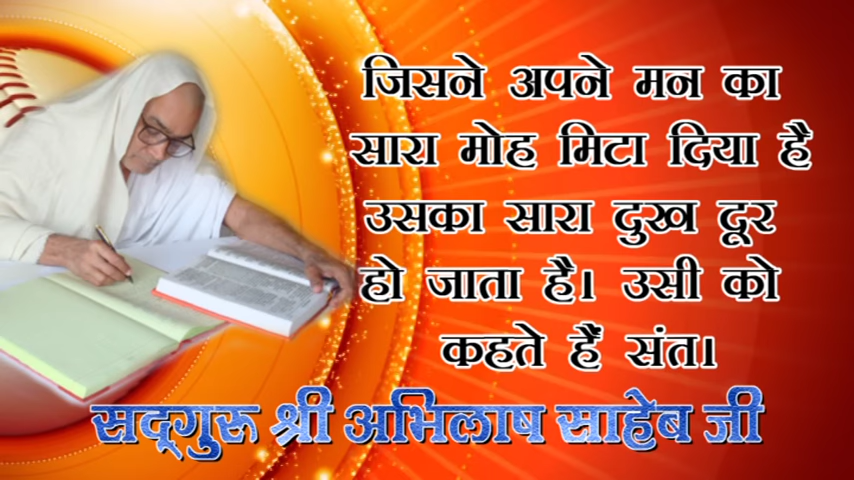 जिसने अपने मन का
सारा मोह मिटा दिया है
उसका सारा दुख दूर
हो जाता है। उसी को
कहते हैं संत।
सद्गुरु श्री अभिलाष साहेब जी